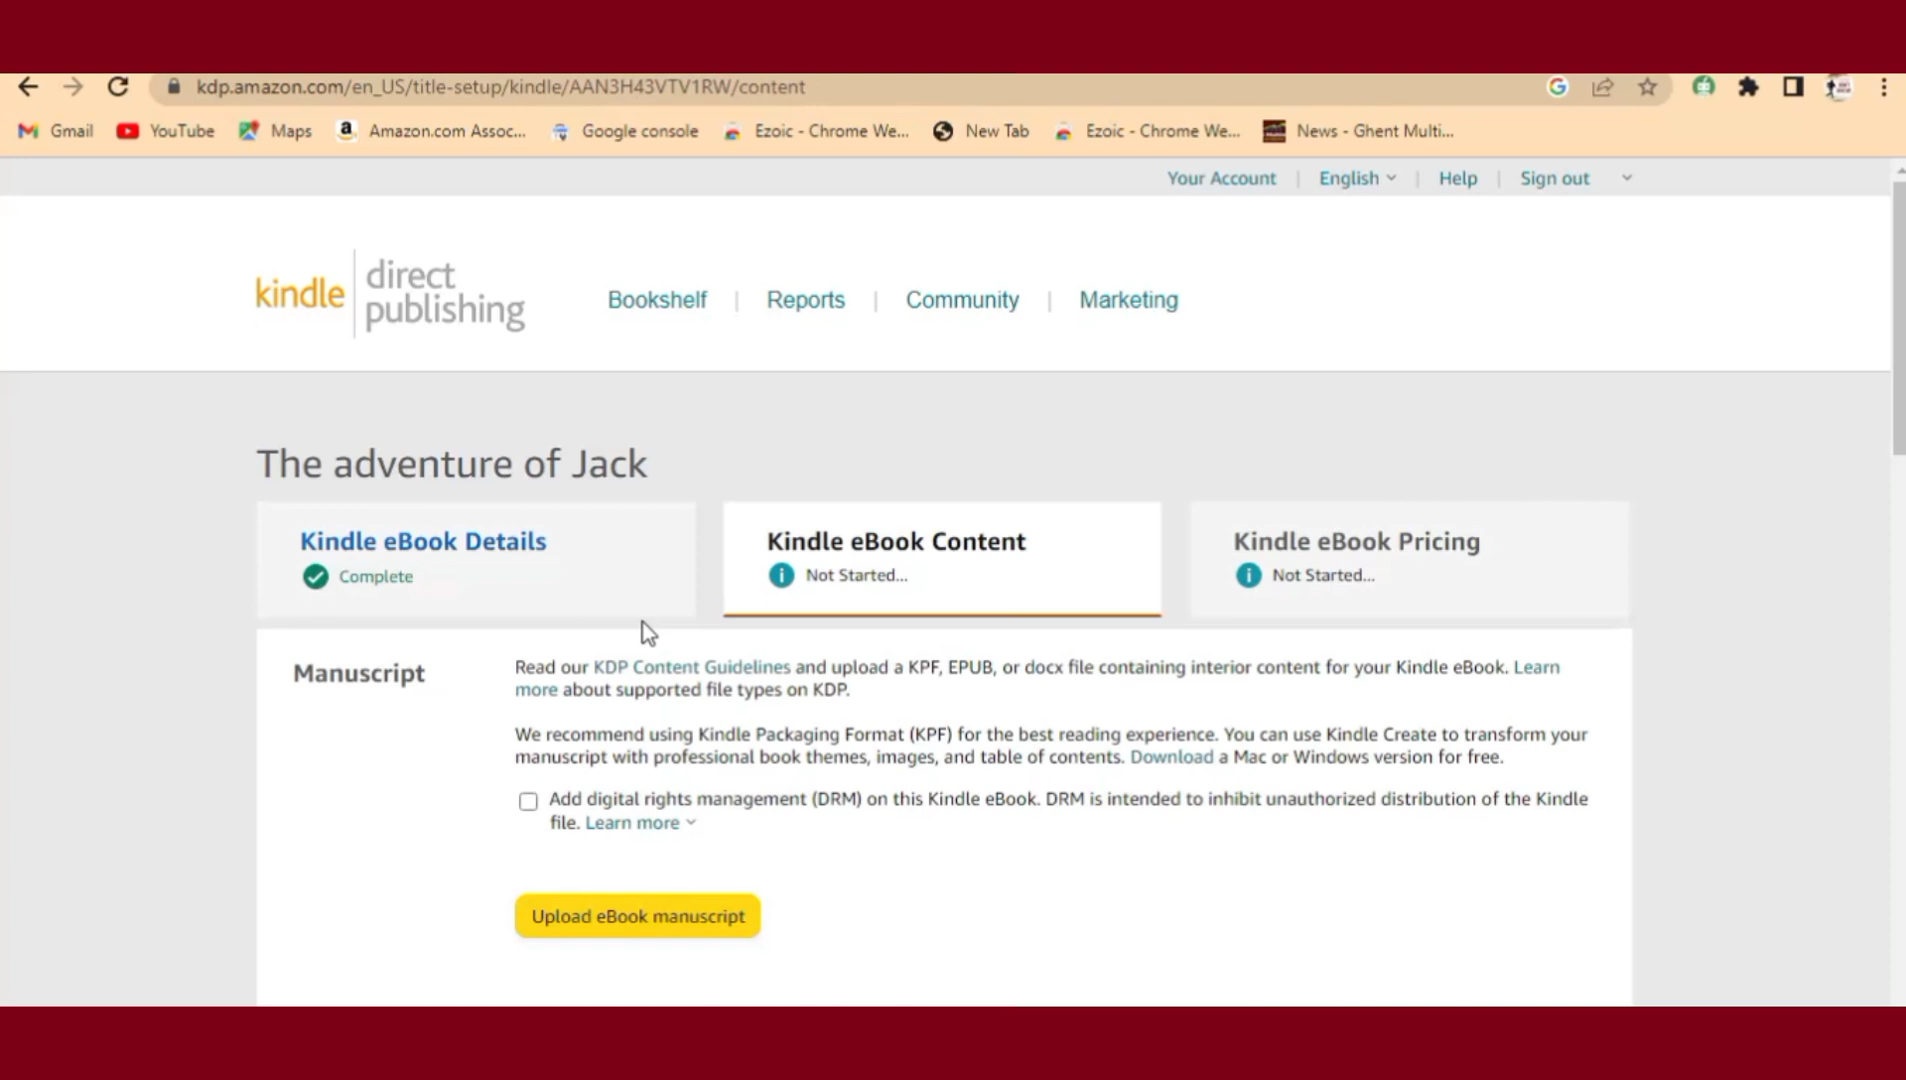 kdp.amazon.com/en_US/title-setup/kindle/AAN3H43VTV1RW/content
Gmail YouTube Maps Amazon.com Assoc... Google console Ezoic - Chrome We... New Tab Ezoic - Chrome We... News - Ghent Multi...
Your Account | English | Help | Sign out
kindle direct publishing
Bookshelf | Reports | Community | Marketing
The adventure of Jack
Kindle eBook Details
Complete
Kindle eBook Content
Not Started...
Kindle eBook Pricing
Not Started...
Manuscript
Read our KDP Content Guidelines and upload a KPF, EPUB, or docx file containing interior content for your Kindle eBook. Learn
more about supported file types on KDP.
We recommend using Kindle Packaging Format (KPF) for the best reading experience. You can use Kindle Create to transform your
manuscript with professional book themes, images, and table of contents. Download a Mac or Windows version for free.
Add digital rights management (DRM) on this Kindle eBook. DRM is intended to inhibit unauthorized distribution of the Kindle
file. Learn more
Upload eBook manuscript